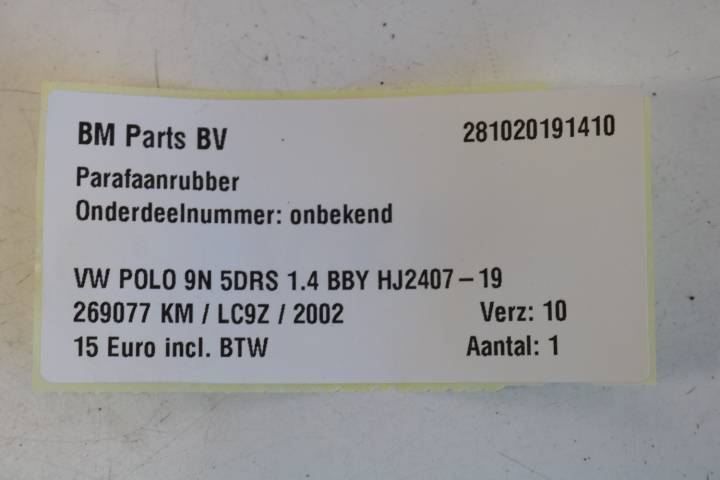 BM Parts BV 281020191410
Parafaanrubber
Onderdeelnummer: onbekend
VW POLO 9N 5DRS 1.4 BBY HJ2407-19
269077 KM / LC9Z / 2002 Verz: 10
15 Euro incl. BTW Aantal: 1